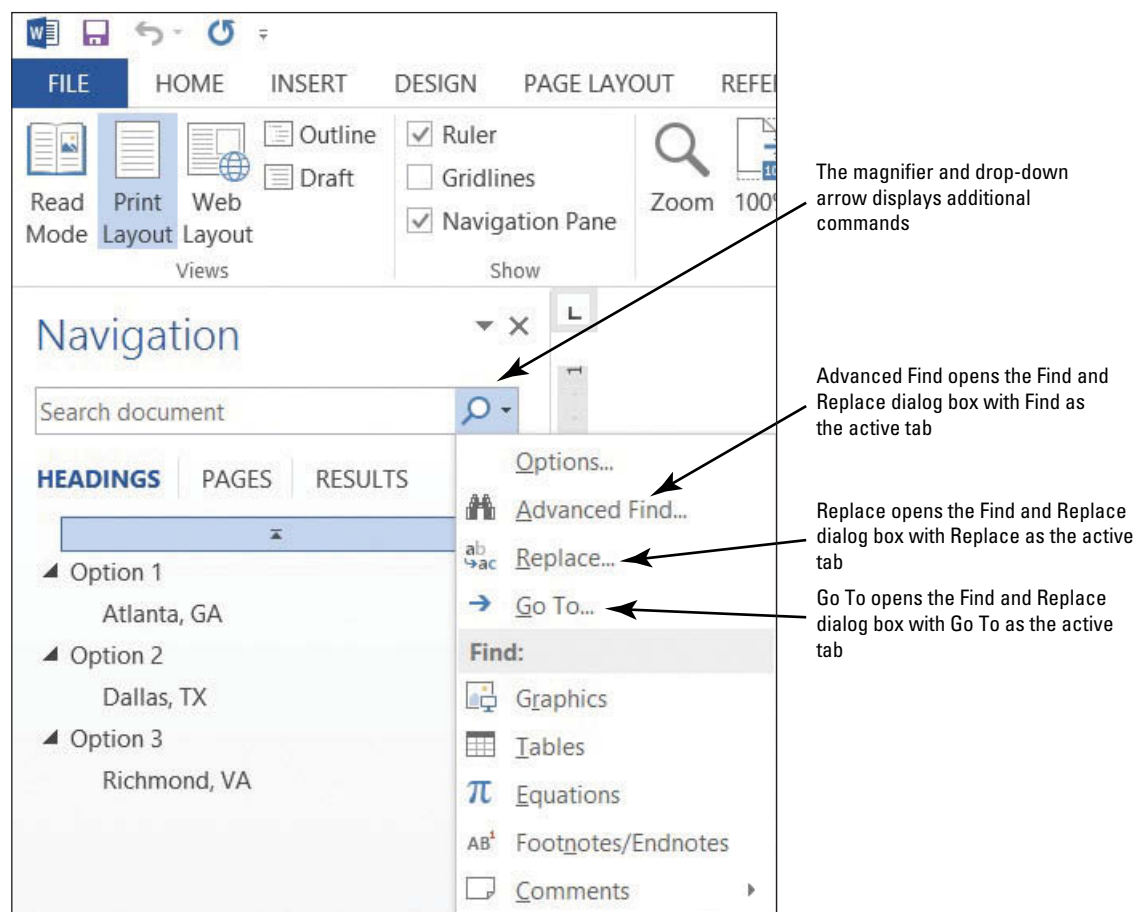 FILE HOME INSERT DESIGN PAGE LAYOUT REFE
Outline
Draft
Read Mode
Print Layout
Web Layout
Views
Ruler
Gridlines
Navigation Pane
Show
Zoom
100%
Navigation
Search document
HEADINGS PAGES RESULTS
Option 1
Atlanta, GA
Option 2
Dallas, TX
Option 3
Richmond, VA
Options...
Advanced Find...
Replace...
Go To...
Find:
Graphics
Tables
Equations
Footnotes/Endnotes
Comments
The magnifier and drop-down
arrow displays additional
commands
Advanced Find opens the Find and
Replace dialog box with Find as
the active tab
Replace opens the Find and Replace
dialog box with Replace as the active
tab
Go To opens the Find and Replace
dialog box with Go To as the active
tab